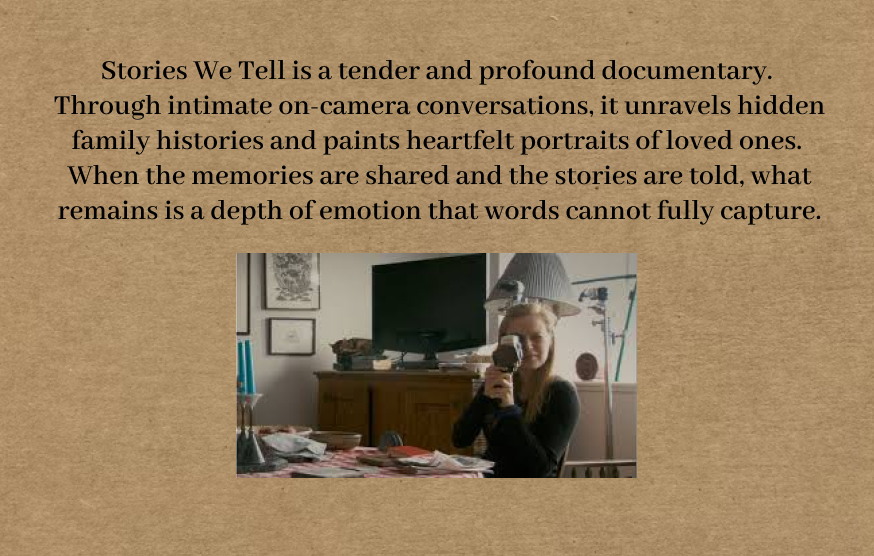 Stories We Tell is a tender and profound documentary.
Through intimate on-camera conversations, it unravels hidden
family histories and paints heartfelt portraits of loved ones.
When the memories are shared and the stories are told, what
remains is a depth of emotion that words cannot fully capture.